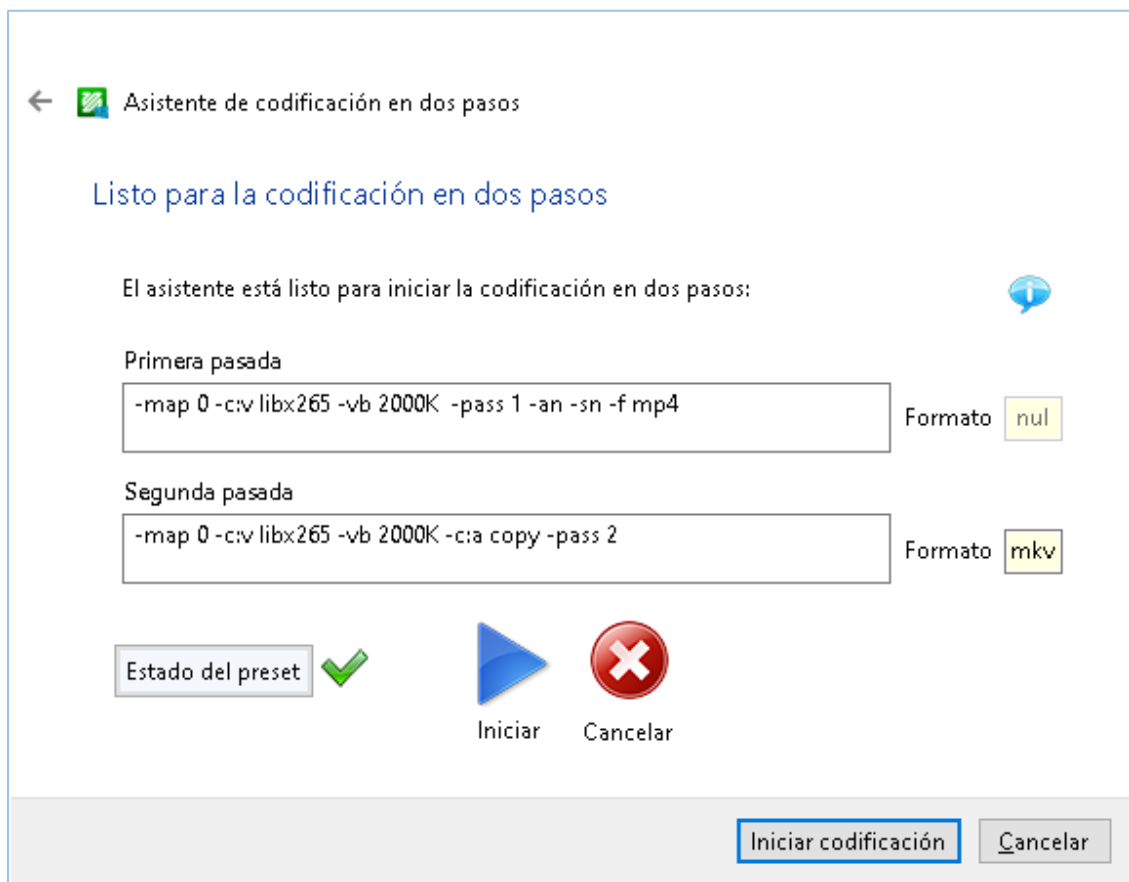 Asistente de codificación en dos pasos
Listo para la codificación en dos pasos
El asistente está listo para iniciar la codificación en dos pasos:
Primera pasada
-map 0 -c:v libx265 -vb 2000K  -pass 1 -an -sn -f mp4
Formato nul
Segunda pasada
-map 0 -c:v libx265 -vb 2000K -c:a copy -pass 2
Formato mkv
Estado del preset
Iniciar Cancelar
Iniciar codificación Cancelar